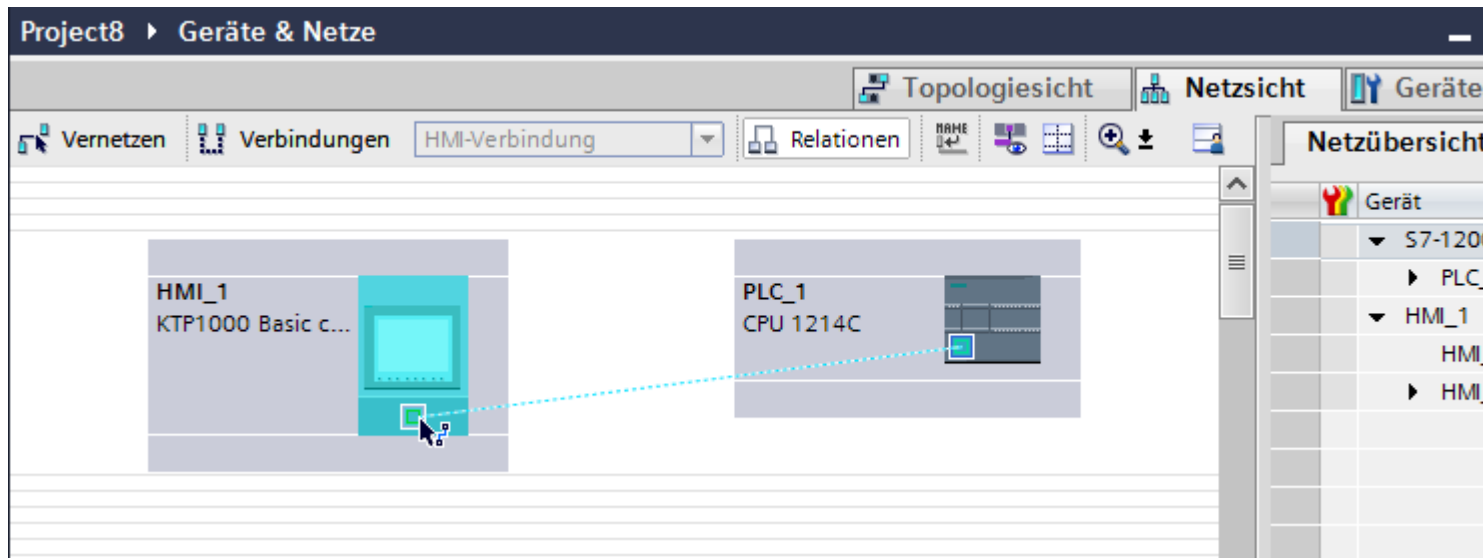 Project8 ▸ Geräte & Netze
Topologiesicht Netzsicht Geräte
Vernetzen Verbindungen HMI-Verbindung Relationen NAME Netzübersicht
Gerät
S7-120
PLC_
HMI_1
HMI_
HMI_
HMI_1
KTP1000 Basic c...
PLC_1
CPU 1214C